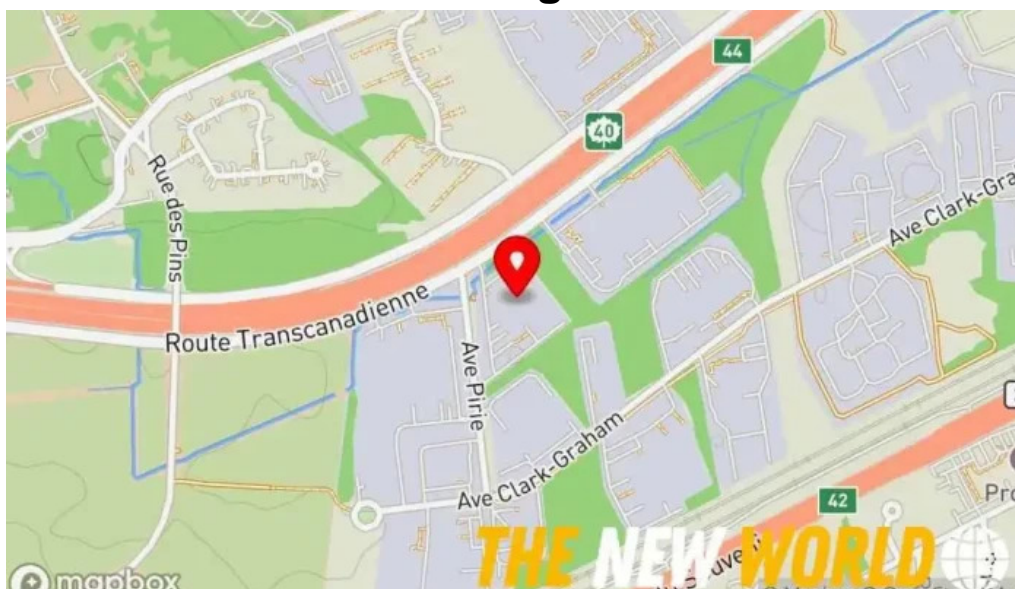 44
40
Rue des Pins
Ave Clark-Gra
Route Transcanadienne
Ave Pirie
Ave Clark-Graham
42
Pro
THE NEW WORLD
mapbox